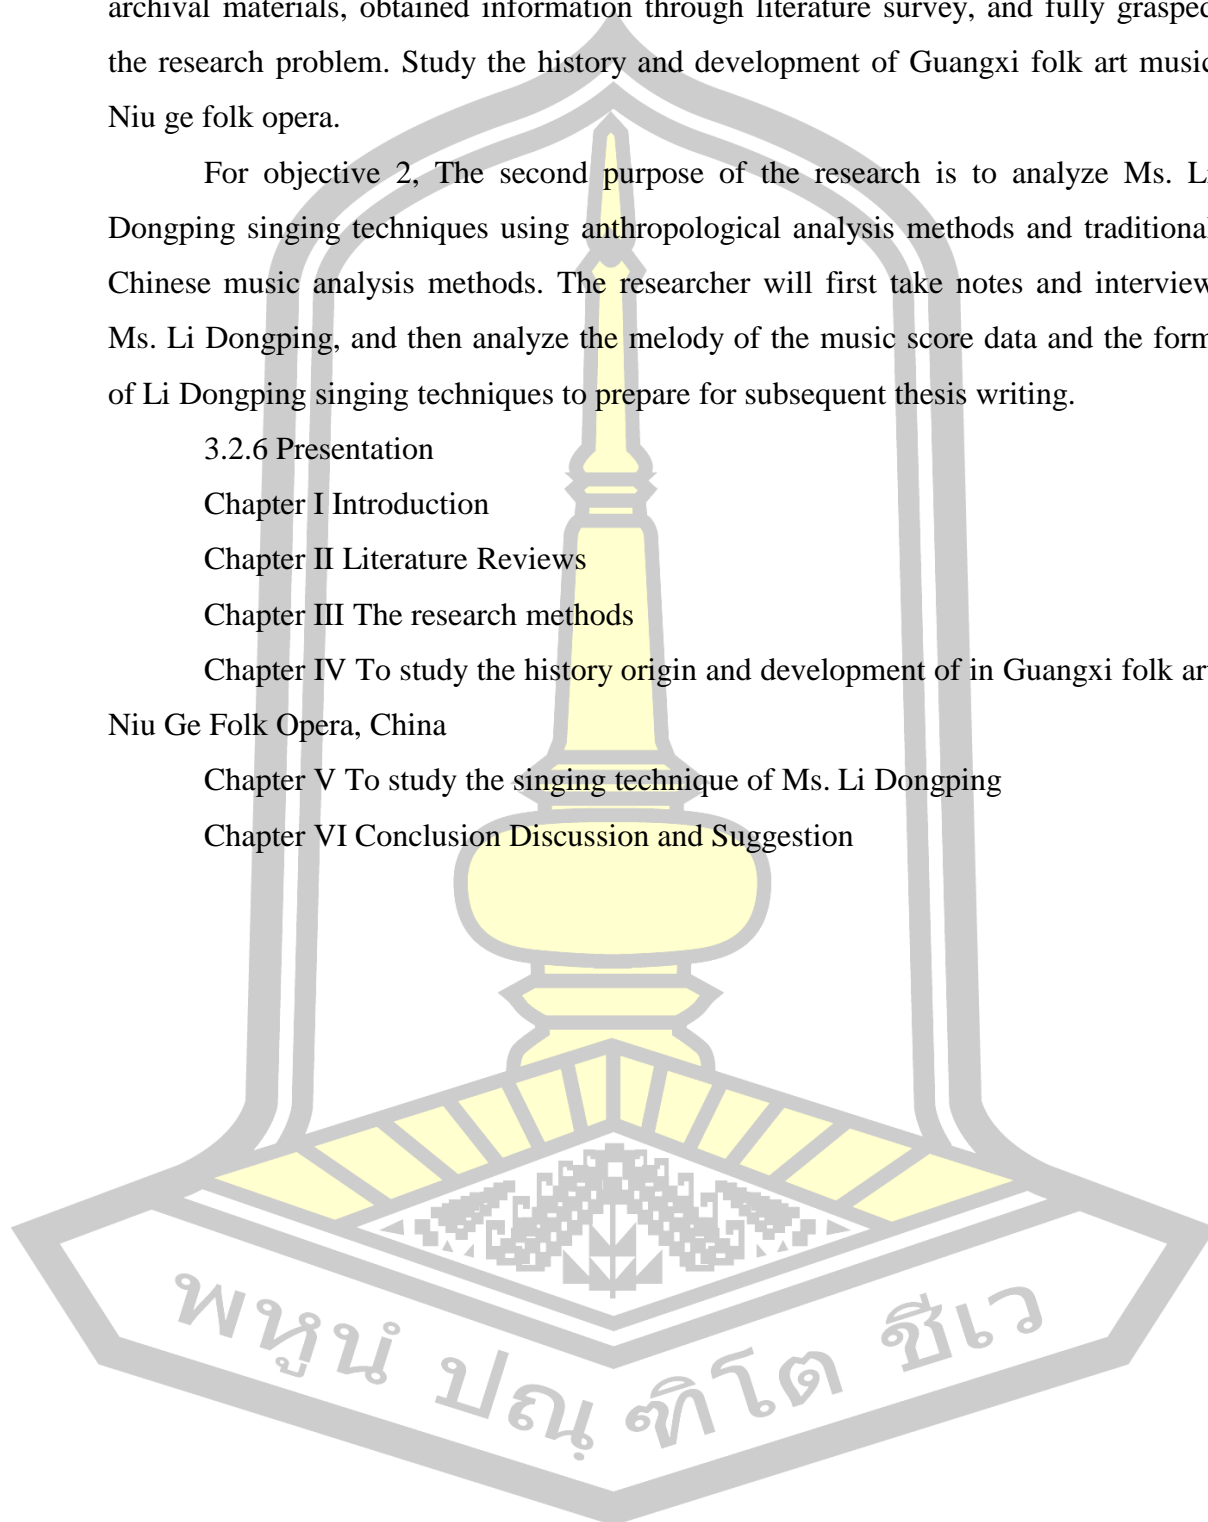 archival materials, obtained information through literature survey, and fully grasped
the research problem. Study the history and development of Guangxi folk art music
Niu ge folk opera.
For objective 2, The second purpose of the research is to analyze Ms. Li
Dongping singing techniques using anthropological analysis methods and traditional
Chinese music analysis methods. The researcher will first take notes and interview
Ms. Li Dongping, and then analyze the melody of the music score data and the form
of Li Dongping singing techniques to prepare for subsequent thesis writing.
3.2.6 Presentation
Chapter I Introduction
Chapter II Literature Reviews
Chapter III The research methods
Chapter IV To study the history origin and development of in Guangxi folk art
Niu Ge Folk Opera, China
Chapter V To study the singing technique of Ms. Li Dongping
Chapter VI Conclusion Discussion and Suggestion
พหูนํ ปณฺฑิโต ชีเว